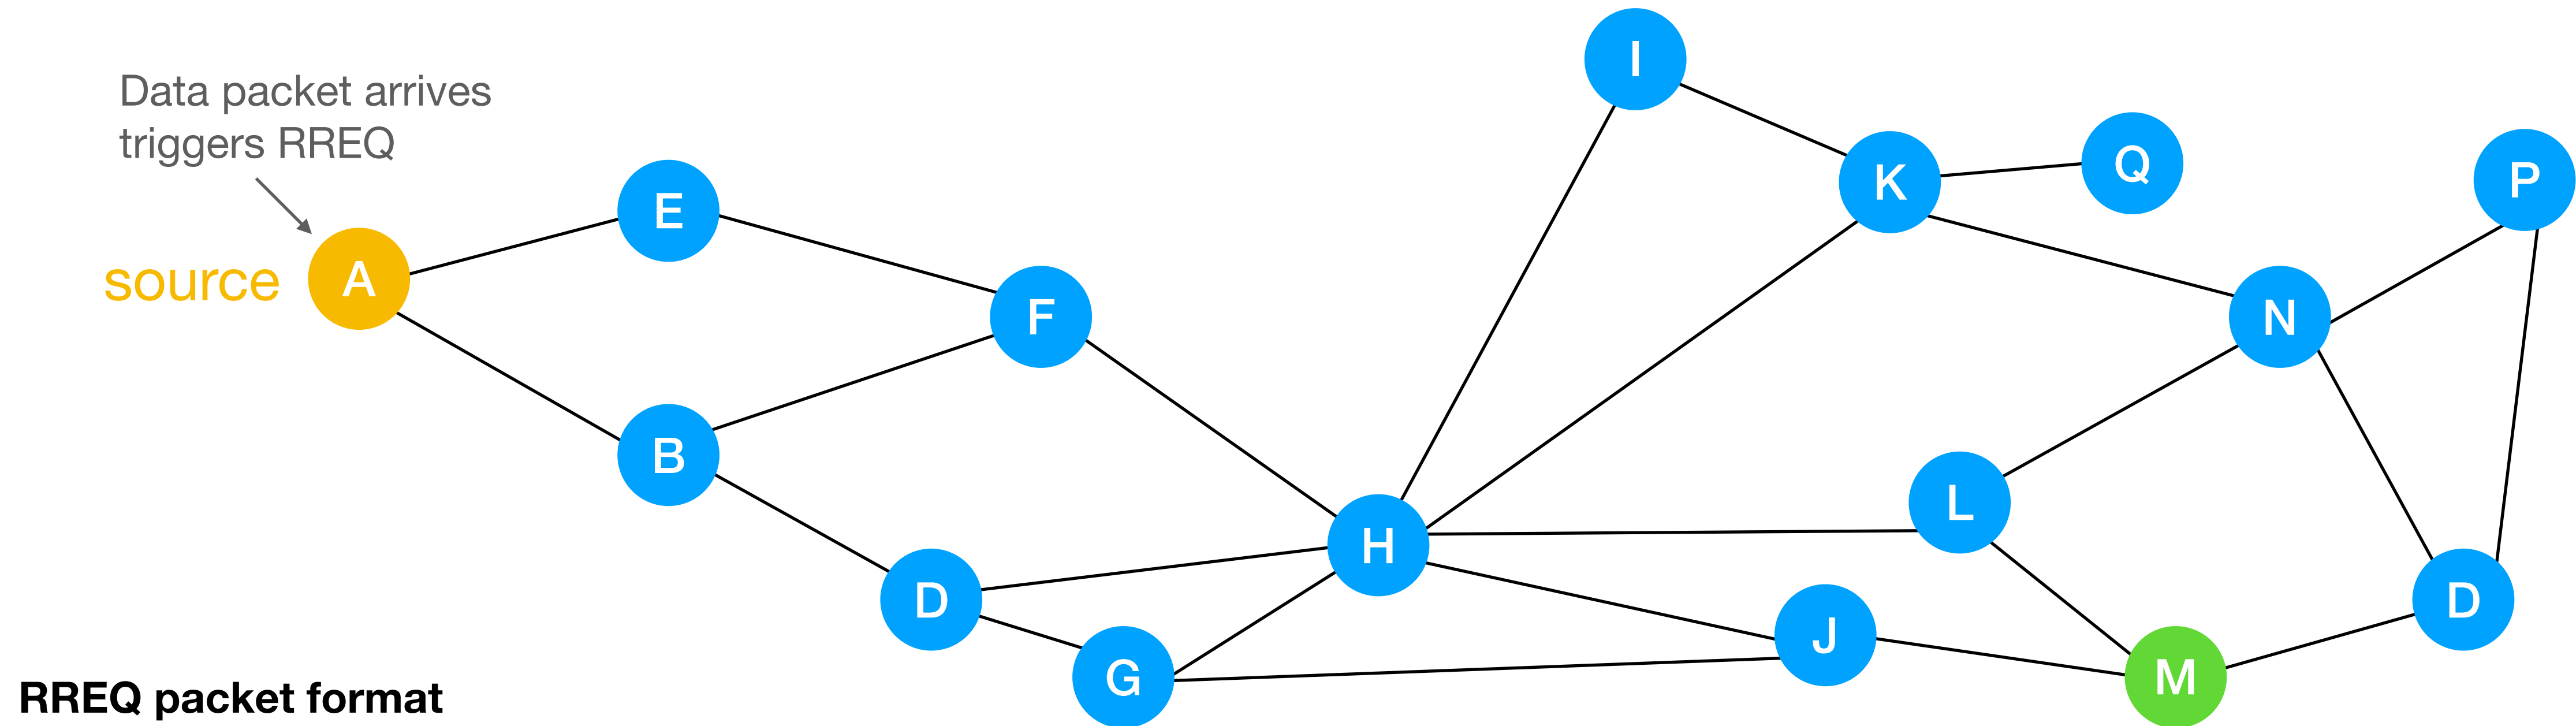 I
Data packet arrives
triggers RREQ
Q
K
P
E
source
A
F
N
B
L
H
D
D
J
G
M
RREQ packet format